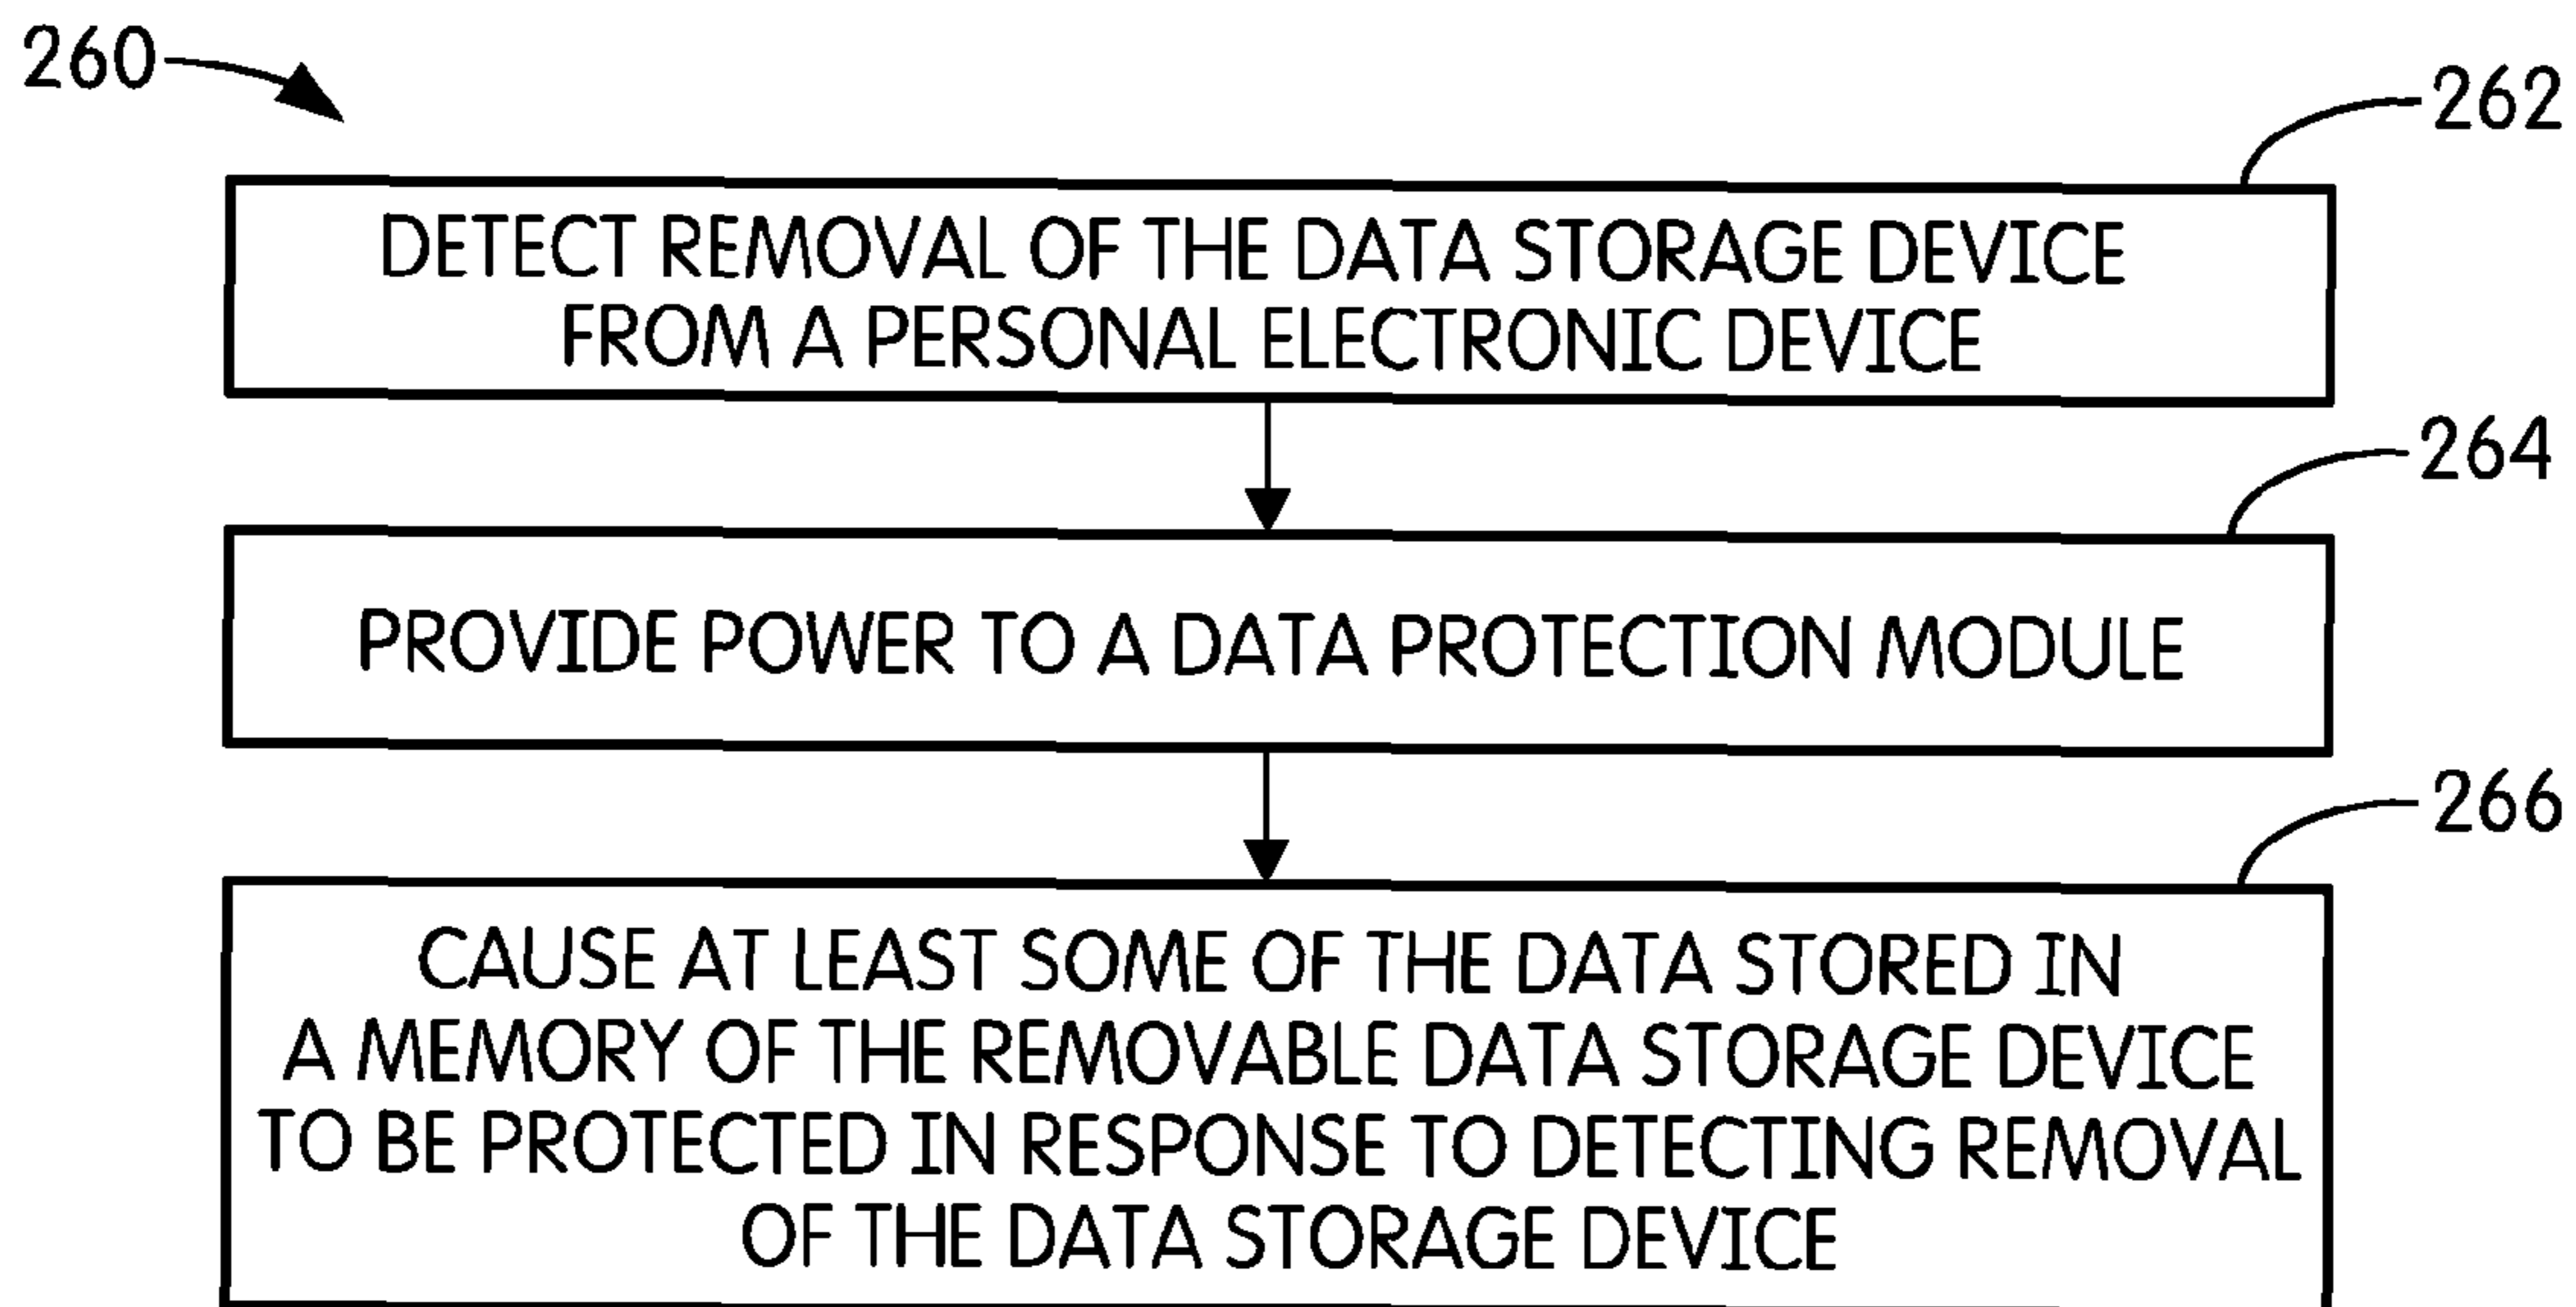 260
262
DETECT REMOVAL OF THE DATA STORAGE DEVICE
FROM A PERSONAL ELECTRONIC DEVICE
264
PROVIDE POWER TO A DATA PROTECTION MODULE
266
CAUSE AT LEAST SOME OF THE DATA STORED IN
A MEMORY OF THE REMOVABLE DATA STORAGE DEVICE
TO BE PROTECTED IN RESPONSE TO DETECTING REMOVAL
OF THE DATA STORAGE DEVICE